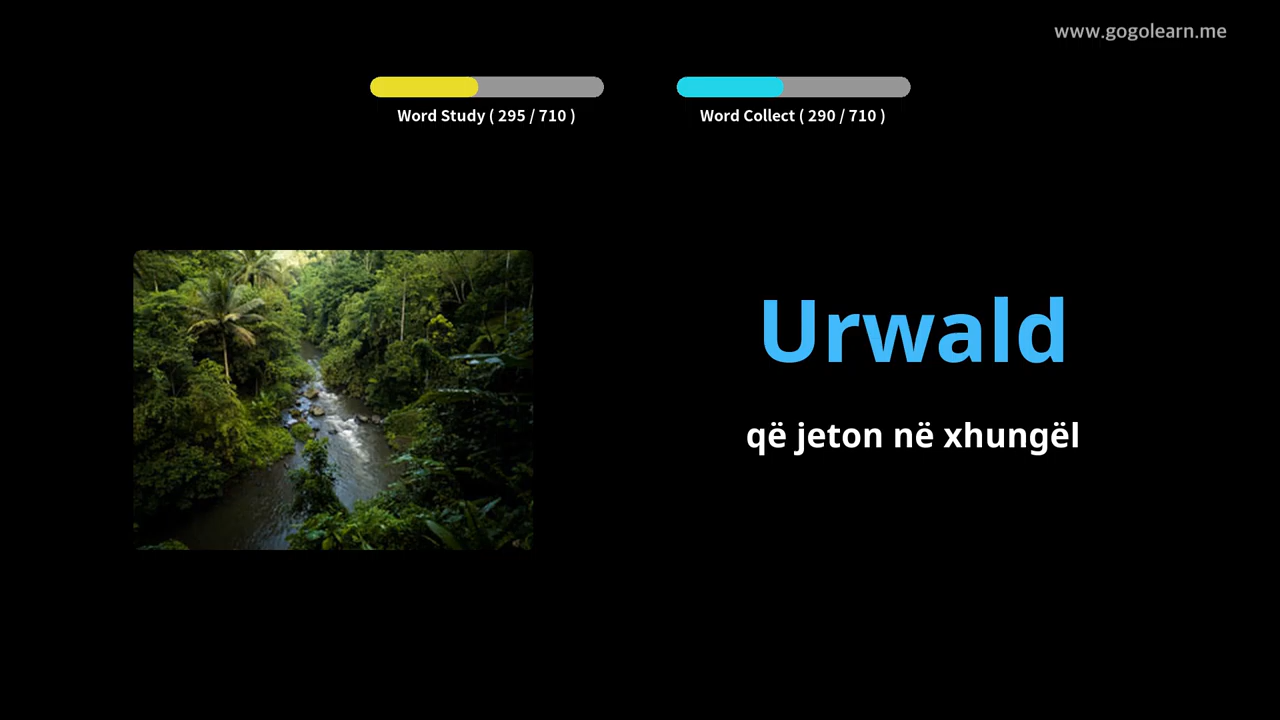 www.gogolearn.me
Word Study ( 295 / 710 )
Word Collect ( 290 / 710 )
Urwald
që jeton në xhungël